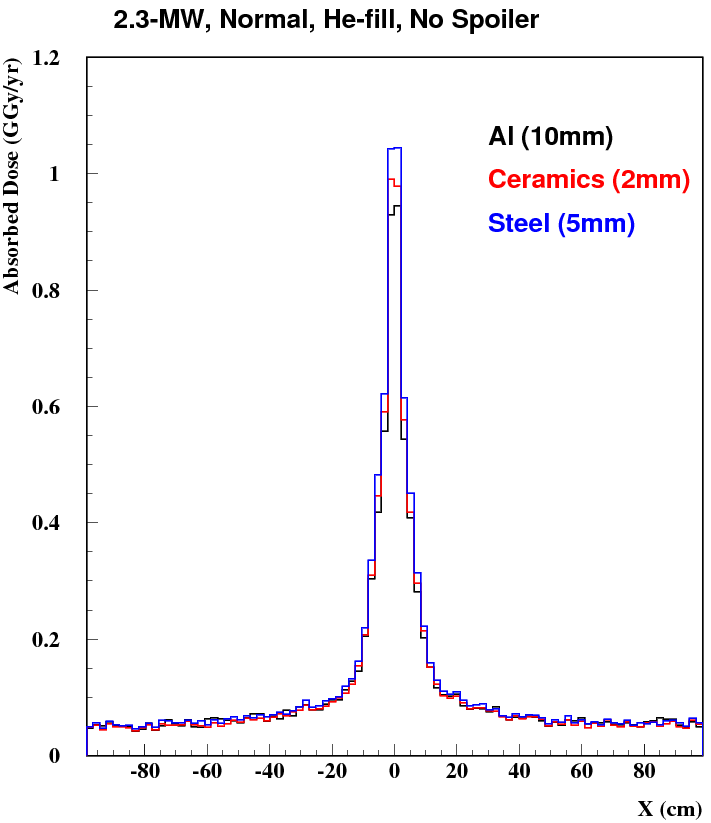 2.3-MW, Normal, He-fill, No Spoiler
Absorbed Dose (GGy/yr)
1.2
1
0.8
0.6
0.4
0.2
0
Al (10mm)
Ceramics (2mm)
Steel (5mm)
-80 -60 -40 -20 0 20 40 60 80
X (cm)